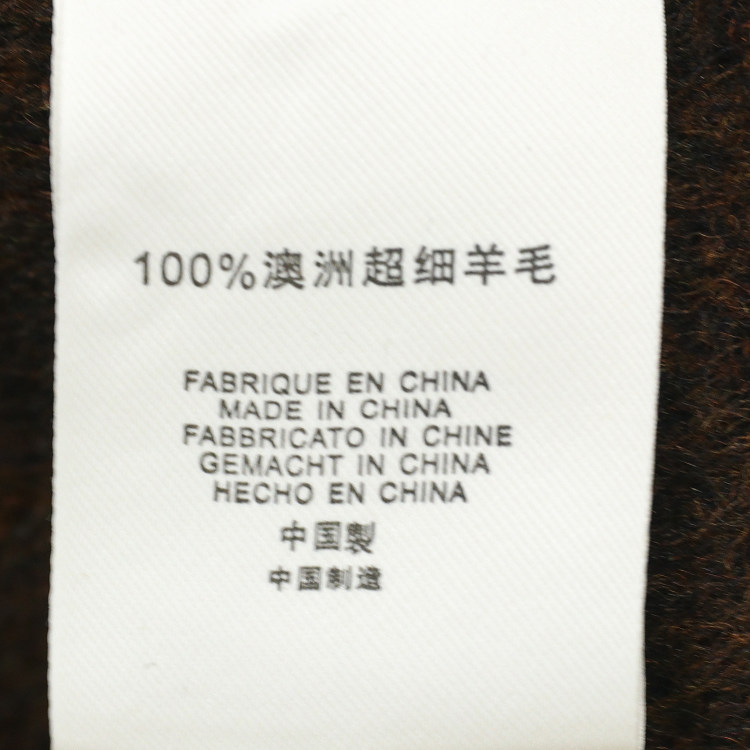 100%澳洲超细羊毛
FABRIQUE EN CHINA
MADE IN CHINA
FABBRICATO IN CHINE
GEMACHT IN CHINA
HECHO EN CHINA
中国製
中国制造